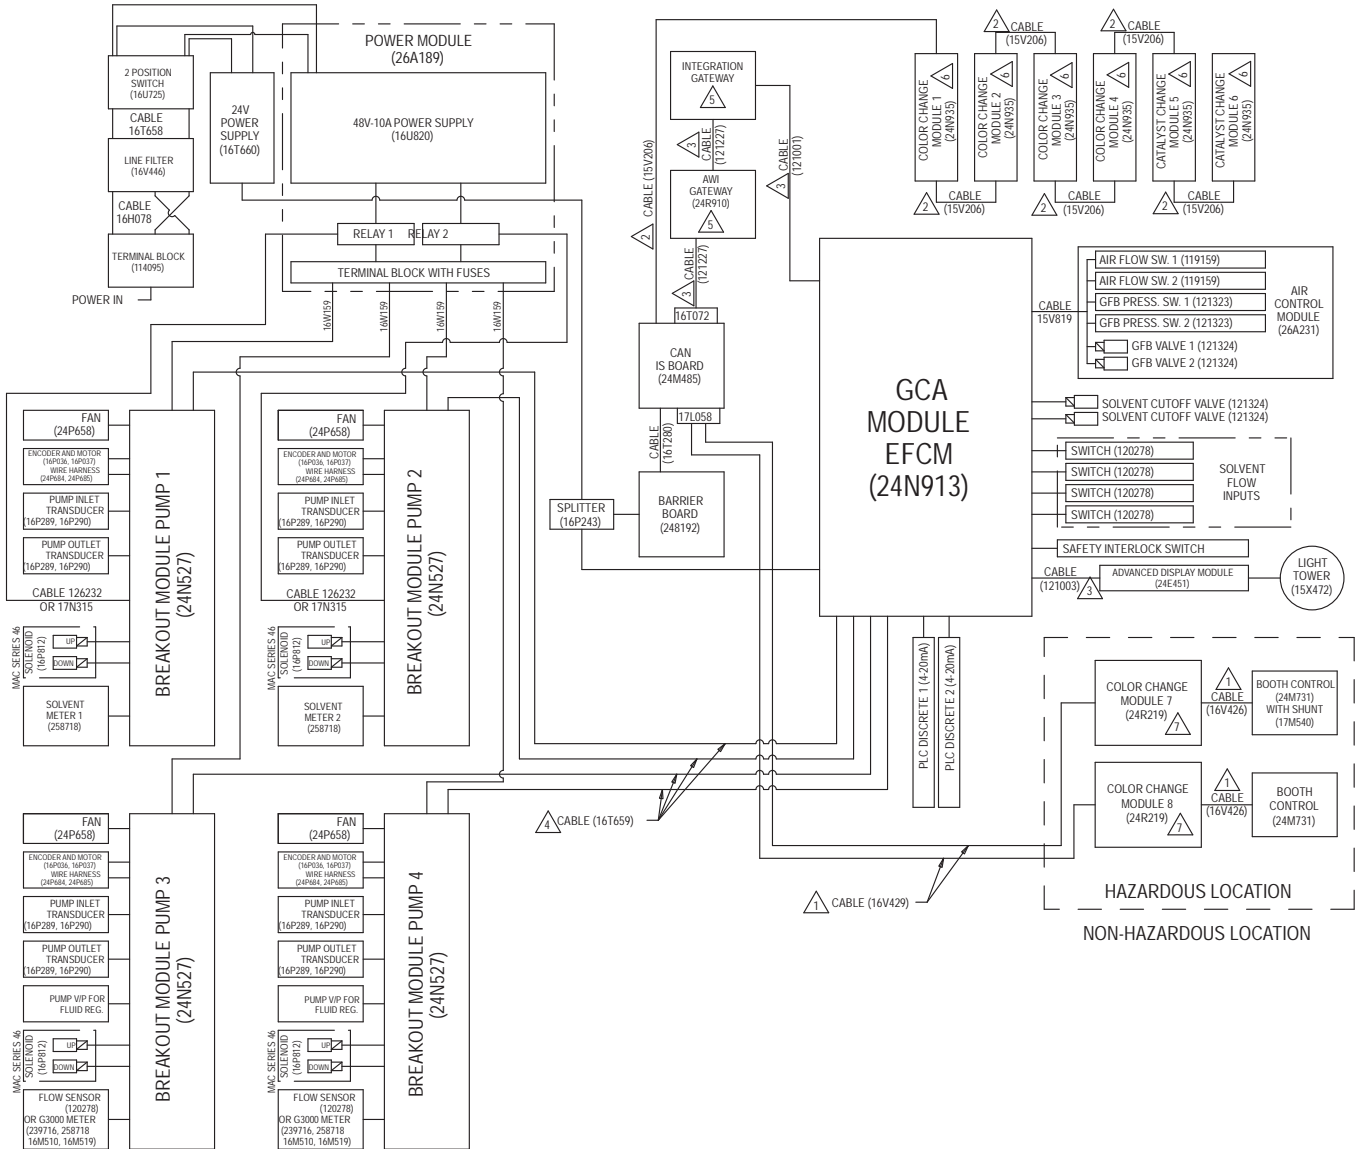 POWER MODULE
(26A189)
2 POSITION
SWITCH
(16U725)
CABLE
16T658
LINE FILTER
(16V446)
CABLE
16H078
TERMINAL BLOCK
(114095)
POWER IN
24V
POWER
SUPPLY
(16T660)
48V-10A POWER SUPPLY
(16U820)
RELAY 1
RELAY 2
TERMINAL BLOCK WITH FUSES
16W159
16W159
16W159
16W159
INTEGRATION
GATEWAY
5
3
CABLE
(121227)
AWI
GATEWAY
(24R910)
5
3
CABLE
(121227)
3
CABLE
(121001)
2
CABLE (15V206)
16T072
CAN
IS BOARD
(24M485)
17L058
CABLE
(16T280)
BARRIER
BOARD
(248192)
SPLITTER
(16P243)
2
CABLE
(15V206)
2
CABLE
(15V206)
COLOR CHANGE
MODULE 1
(24N935)
6
COLOR CHANGE
MODULE 2
(24N935)
6
COLOR CHANGE
MODULE 3
(24N935)
6
COLOR CHANGE
MODULE 4
(24N935)
6
CATALYST CHANGE
MODULE 5
(24N935)
6
CATALYST CHANGE
MODULE 6
(24N935)
6
2
CABLE
(15V206)
2
CABLE
(15V206)
2
CABLE
(15V206)
GCA
MODULE
EFCM
(24N913)
CABLE
15V819
AIR FLOW SW. 1 (119159)
AIR FLOW SW. 2 (119159)
GFB PRESS. SW. 1 (121323)
GFB PRESS. SW. 2 (121323)
GFB VALVE 1 (121324)
GFB VALVE 2 (121324)
AIR
CONTROL
MODULE
(26A231)
SOLVENT CUTOFF VALVE (121324)
SOLVENT CUTOFF VALVE (121324)
SWITCH (120278)
SWITCH (120278)
SWITCH (120278)
SWITCH (120278)
SOLVENT
FLOW
INPUTS
SAFETY INTERLOCK SWITCH
CABLE
(121003)
3
ADVANCED DISPLAY MODULE
(24E451)
LIGHT
TOWER
(15X472)
PLC DISCRETE 1 (4-20mA)
PLC DISCRETE 2 (4-20mA)
COLOR CHANGE
MODULE 7
(24R219)
7
1
CABLE
(16V426)
BOOTH CONTROL
(24M731)
WITH SHUNT
(17M540)
COLOR CHANGE
MODULE 8
(24R219)
7
1
CABLE
(16V426)
BOOTH
CONTROL
(24M731)
HAZARDOUS LOCATION
NON-HAZARDOUS LOCATION
4
CABLE (16T659)
1
CABLE (16V429)
FAN
(24P658)
ENCODER AND MOTOR
(16P036, 16P037)
WIRE HARNESS
(24P684, 24P685)
PUMP INLET
TRANSDUCER
(16P289, 16P290)
PUMP OUTLET
TRANSDUCER
(16P289, 16P290)
CABLE 126232
OR 17N315
MAC SERIES 46
SOLENOID
(16P812)
UP
DOWN
SOLVENT
METER 1
(258718)
BREAKOUT MODULE PUMP 1
(24N527)
FAN
(24P658)
ENCODER AND MOTOR
(16P036, 16P037)
WIRE HARNESS
(24P684, 24P685)
PUMP INLET
TRANSDUCER
(16P289, 16P290)
PUMP OUTLET
TRANSDUCER
(16P289, 16P290)
CABLE 126232
OR 17N315
MAC SERIES 46
SOLENOID
(16P812)
UP
DOWN
SOLVENT
METER 2
(258718)
BREAKOUT MODULE PUMP 2
(24N527)
FAN
(24P658)
ENCODER AND MOTOR
(16P036, 16P037)
WIRE HARNESS
(24P684, 24P685)
PUMP INLET
TRANSDUCER
(16P289, 16P290)
PUMP OUTLET
TRANSDUCER
(16P289, 16P290)
PUMP V/P FOR
FLUID REG.
MAC SERIES 46
SOLENOID
(16P812)
UP
DOWN
FLOW SENSOR
(120278)
OR G3000 METER
(239716, 258718
16M510, 16M519)
BREAKOUT MODULE PUMP 3
(24N527)
FAN
(24P658)
ENCODER AND MOTOR
(16P036, 16P037)
WIRE HARNESS
(24P684, 24P685)
PUMP INLET
TRANSDUCER
(16P289, 16P290)
PUMP OUTLET
TRANSDUCER
(16P289, 16P290)
PUMP V/P FOR
FLUID REG.
MAC SERIES 46
SOLENOID
(16P812)
UP
DOWN
FLOW SENSOR
(120278)
OR G3000 METER
(239716, 258718
16M510, 16M519)
BREAKOUT MODULE PUMP 4
(24N527)